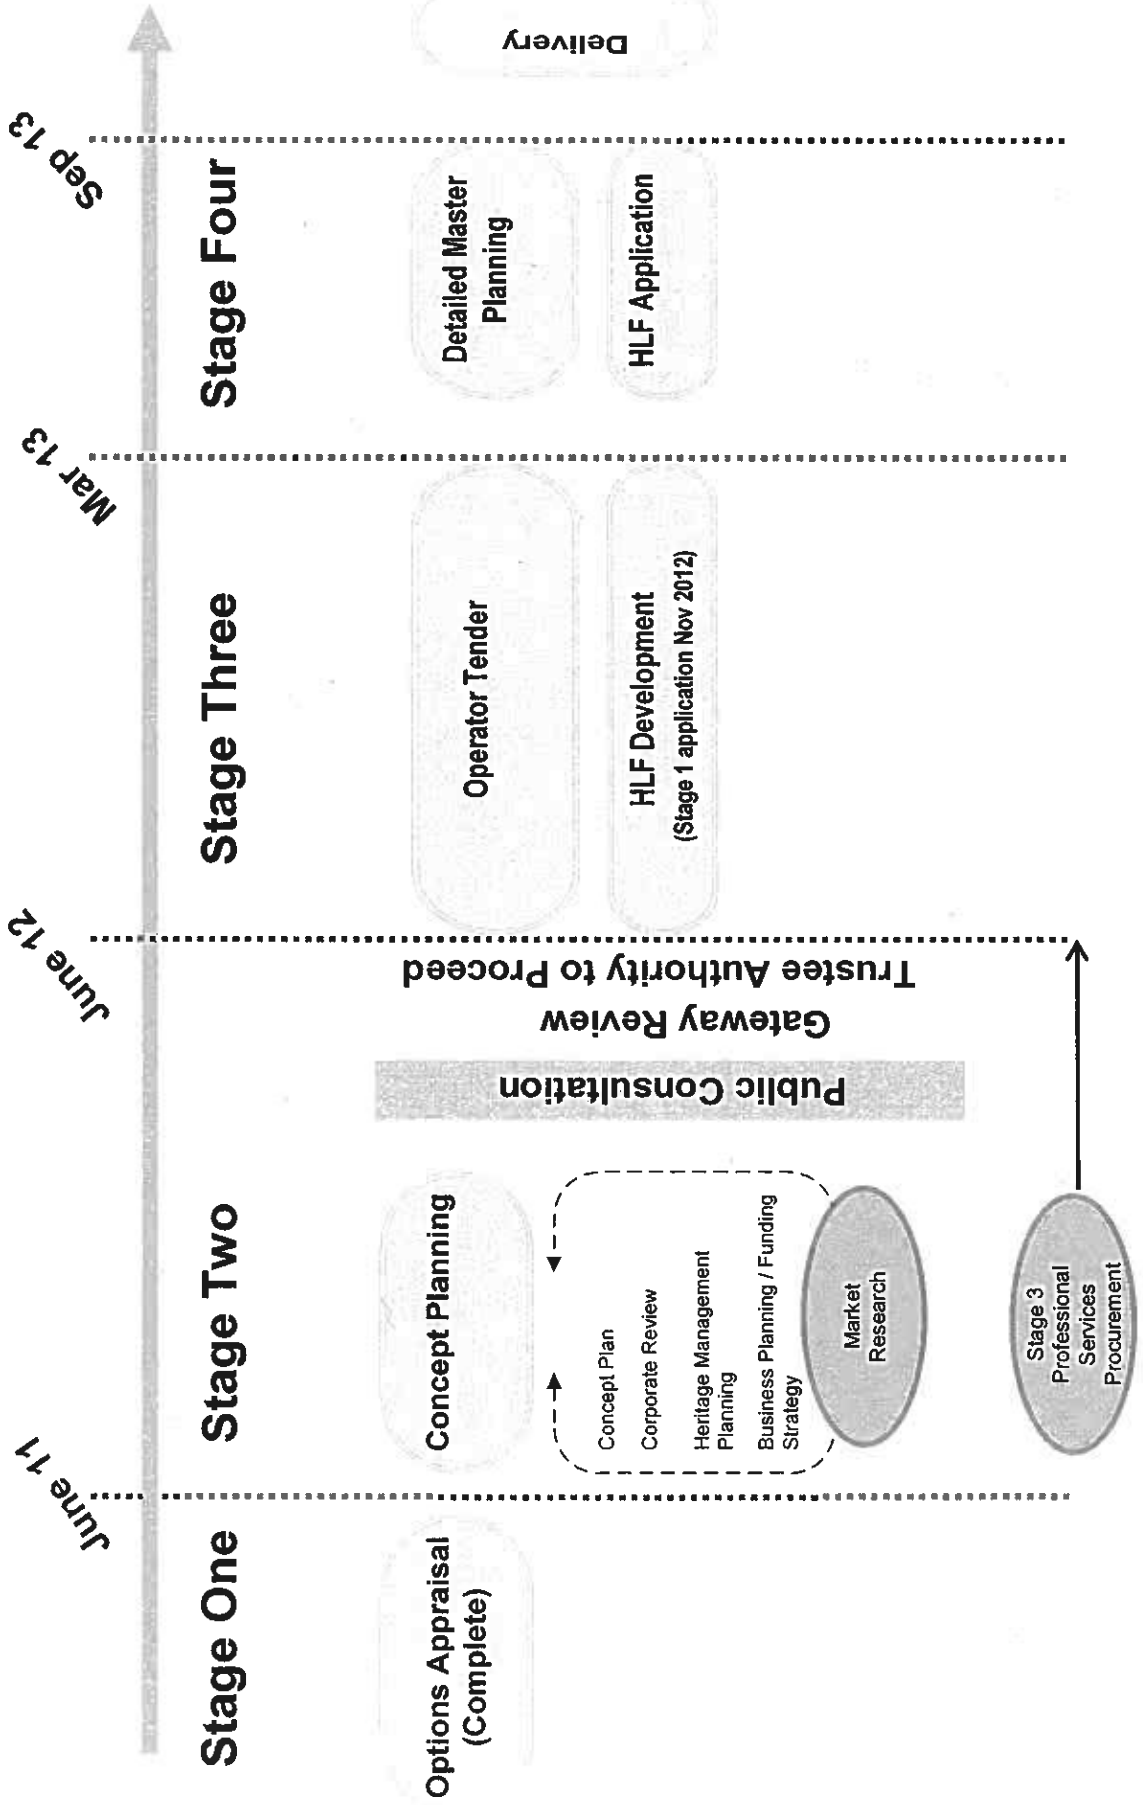 June 11
June 12
Mar 13
Sep 13
Stage One
Stage Two
Stage Three
Stage Four
Options Appraisal
(Complete)
Concept Planning
Concept Plan
Corporate Review
Heritage Management
Planning
Business Planning / Funding
Strategy
Market
Research
Stage 3
Professional
Services
Procurement
Public Consultation
Gateway Review
Trustee Authority to Proceed
Operator Tender
HLF Development
(Stage 1 application Nov 2012)
Detailed Master
Planning
HLF Application
Delivery